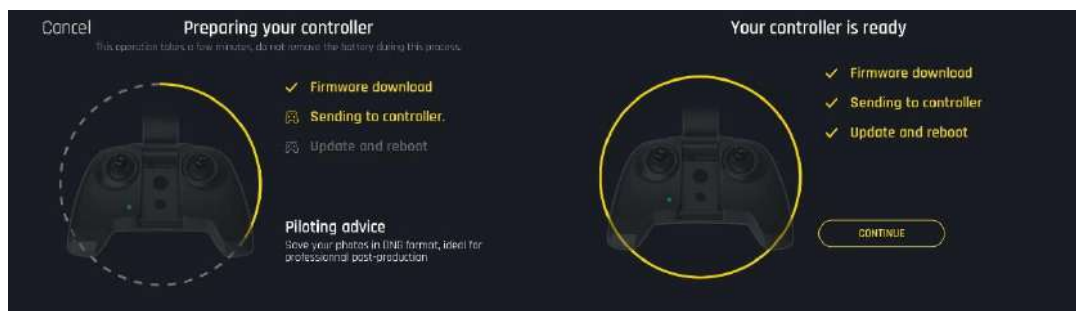 Cancel
Preparing your controller
This operation takes a few minutes, do not remove the battery during this process.
Firmware download
Sending to controller.
Update and reboot
Piloting advice
Save your photos in DNG format, ideal for
professionnal post-production
Your controller is ready
Firmware download
Sending to controller
Update and reboot
CONTINUE